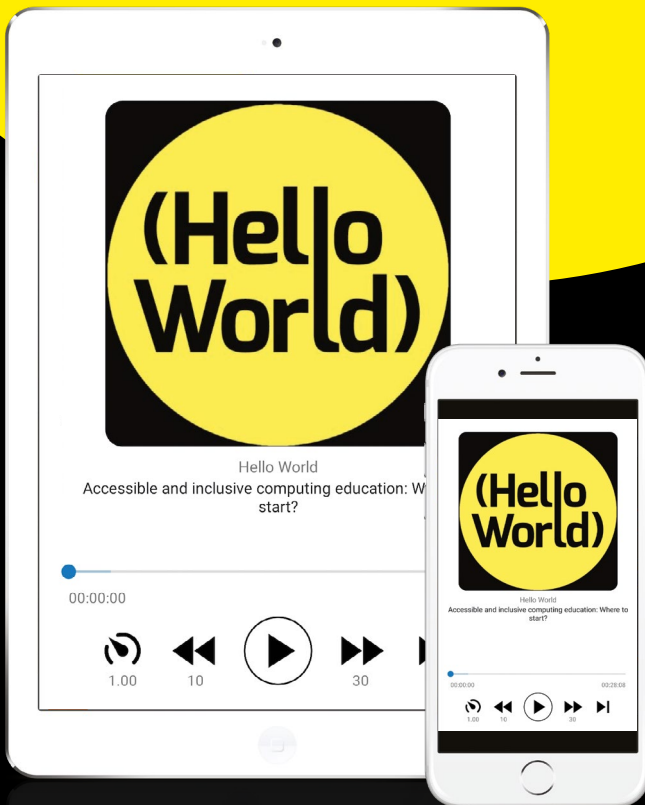 (Hello
World)
Hello World
Accessible and inclusive computing education: W
start?
00:00:00
1.00
10
30
(Hello
World)
Hello World
Accessible and inclusive computing education: Where to
start?
00:00:00
00:28:08
1.00
10
30